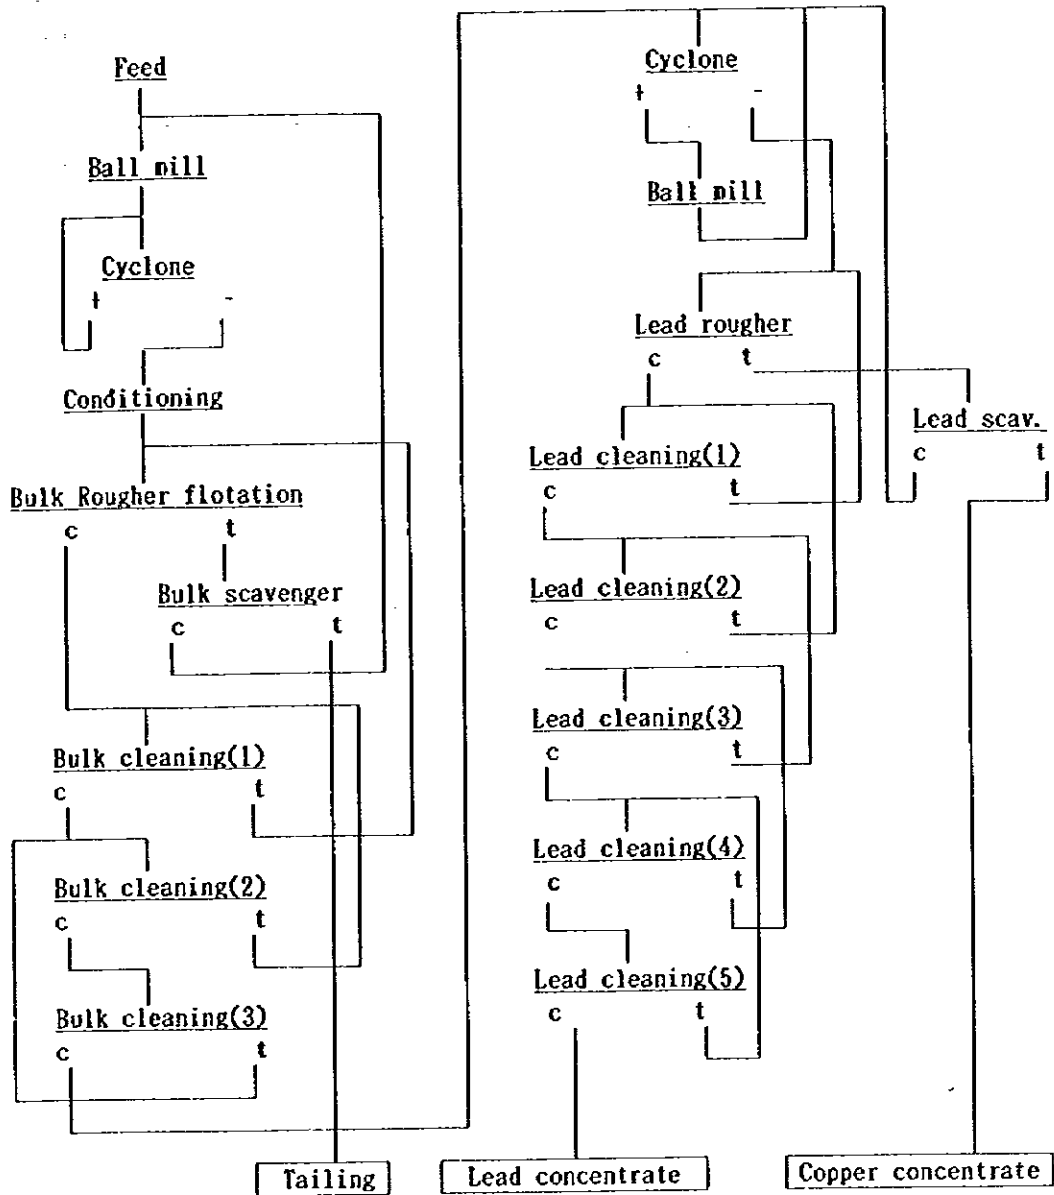 Feed
Ball mill
Cyclone
+ -
Conditioning
Bulk Rougher flotation
c t
Bulk scavenger
c t
Bulk cleaning(1)
c t
Bulk cleaning(2)
c t
Bulk cleaning(3)
c t
Cyclone
+ -
Ball mill
Lead rougher
c t
Lead scav.
c t
Lead cleaning(1)
c t
Lead cleaning(2)
c t
Lead cleaning(3)
c t
Lead cleaning(4)
c t
Lead cleaning(5)
c t
Tailing
Lead concentrate
Copper concentrate